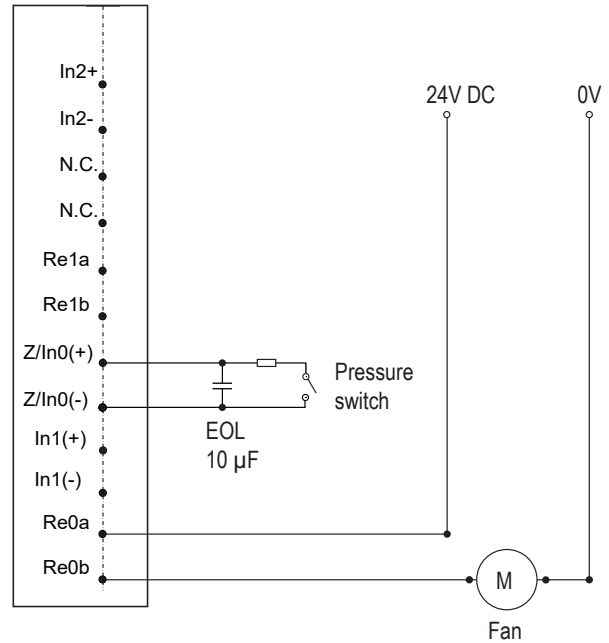 In2+
In2-
N.C.
N.C.
Re1a
Re1b
Z/In0(+)
Z/In0(-)
In1(+)
In1(-)
Re0a
Re0b
24V DC
0V
Pressure
switch
EOL
10 µF
M
Fan